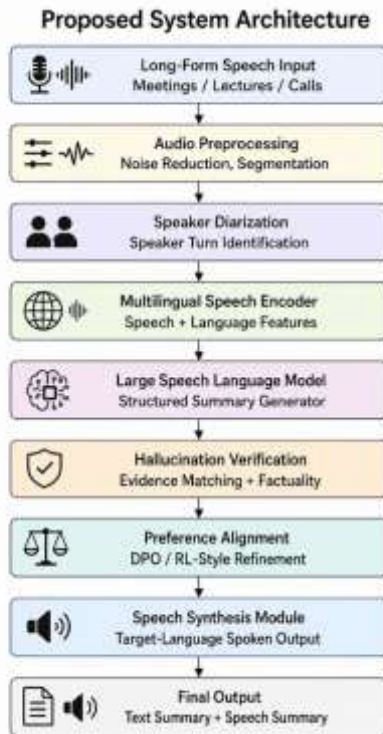 Proposed System Architecture
Long-Form Speech Input
Meetings / Lectures / Calls
Audio Preprocessing
Noise Reduction, Segmentation
Speaker Diarization
Speaker Turn Identification
Multilingual Speech Encoder
Speech + Language Features
Large Speech Language Model
Structured Summary Generator
Hallucination Verification
Evidence Matching + Factuality
Preference Alignment
DPO / RL-Style Refinement
Speech Synthesis Module
Target-Language Spoken Output
Final Output
Text Summary + Speech Summary